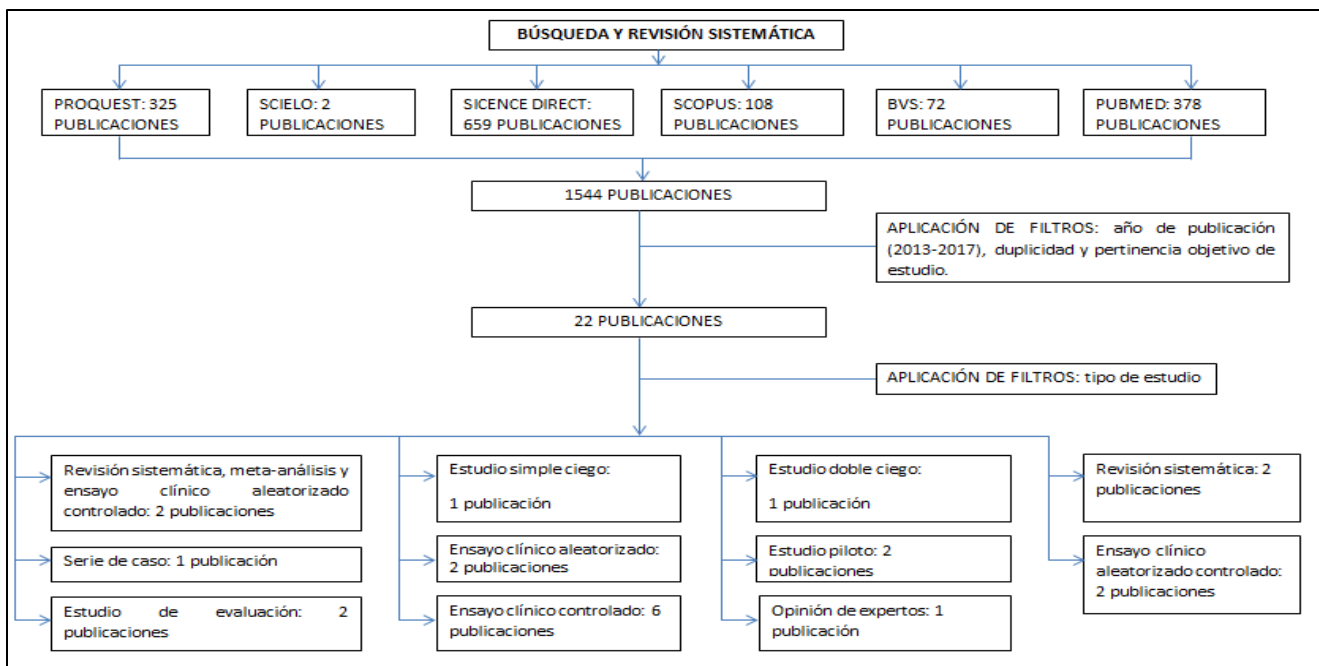 BÚSQUEDA Y REVISIÓN SISTEMÁTICA
PROQUEST: 325
PUBLICACIONES
SCIELO: 2
PUBLICACIONES
SICENCE DIRECT:
659 PUBLICACIONES
SCOPUS: 108
PUBLICACIONES
BVS: 72
PUBLICACIONES
PUBMED: 378
PUBLICACIONES
1544 PUBLICACIONES
APLICACIÓN DE FILTROS: año de publicación
(2013-2017), duplicidad y pertinencia objetivo de
estudio.
22 PUBLICACIONES
APLICACIÓN DE FILTROS: tipo de estudio
Revisión sistemática, meta-análisis y
ensayo clínico aleatorizado
controlado: 2 publicaciones
Serie de caso: 1 publicación
Estudio de evaluación: 2
publicaciones
Estudio simple ciego:
1 publicación
Ensayo clínico aleatorizado:
2 publicaciones
Ensayo clínico controlado: 6
publicaciones
Estudio doble ciego:
1 publicación
Estudio piloto: 2
publicaciones
Opinión de expertos: 1
publicación
Revisión sistemática: 2
publicaciones
Ensayo clínico
aleatorizado controlado:
2 publicaciones